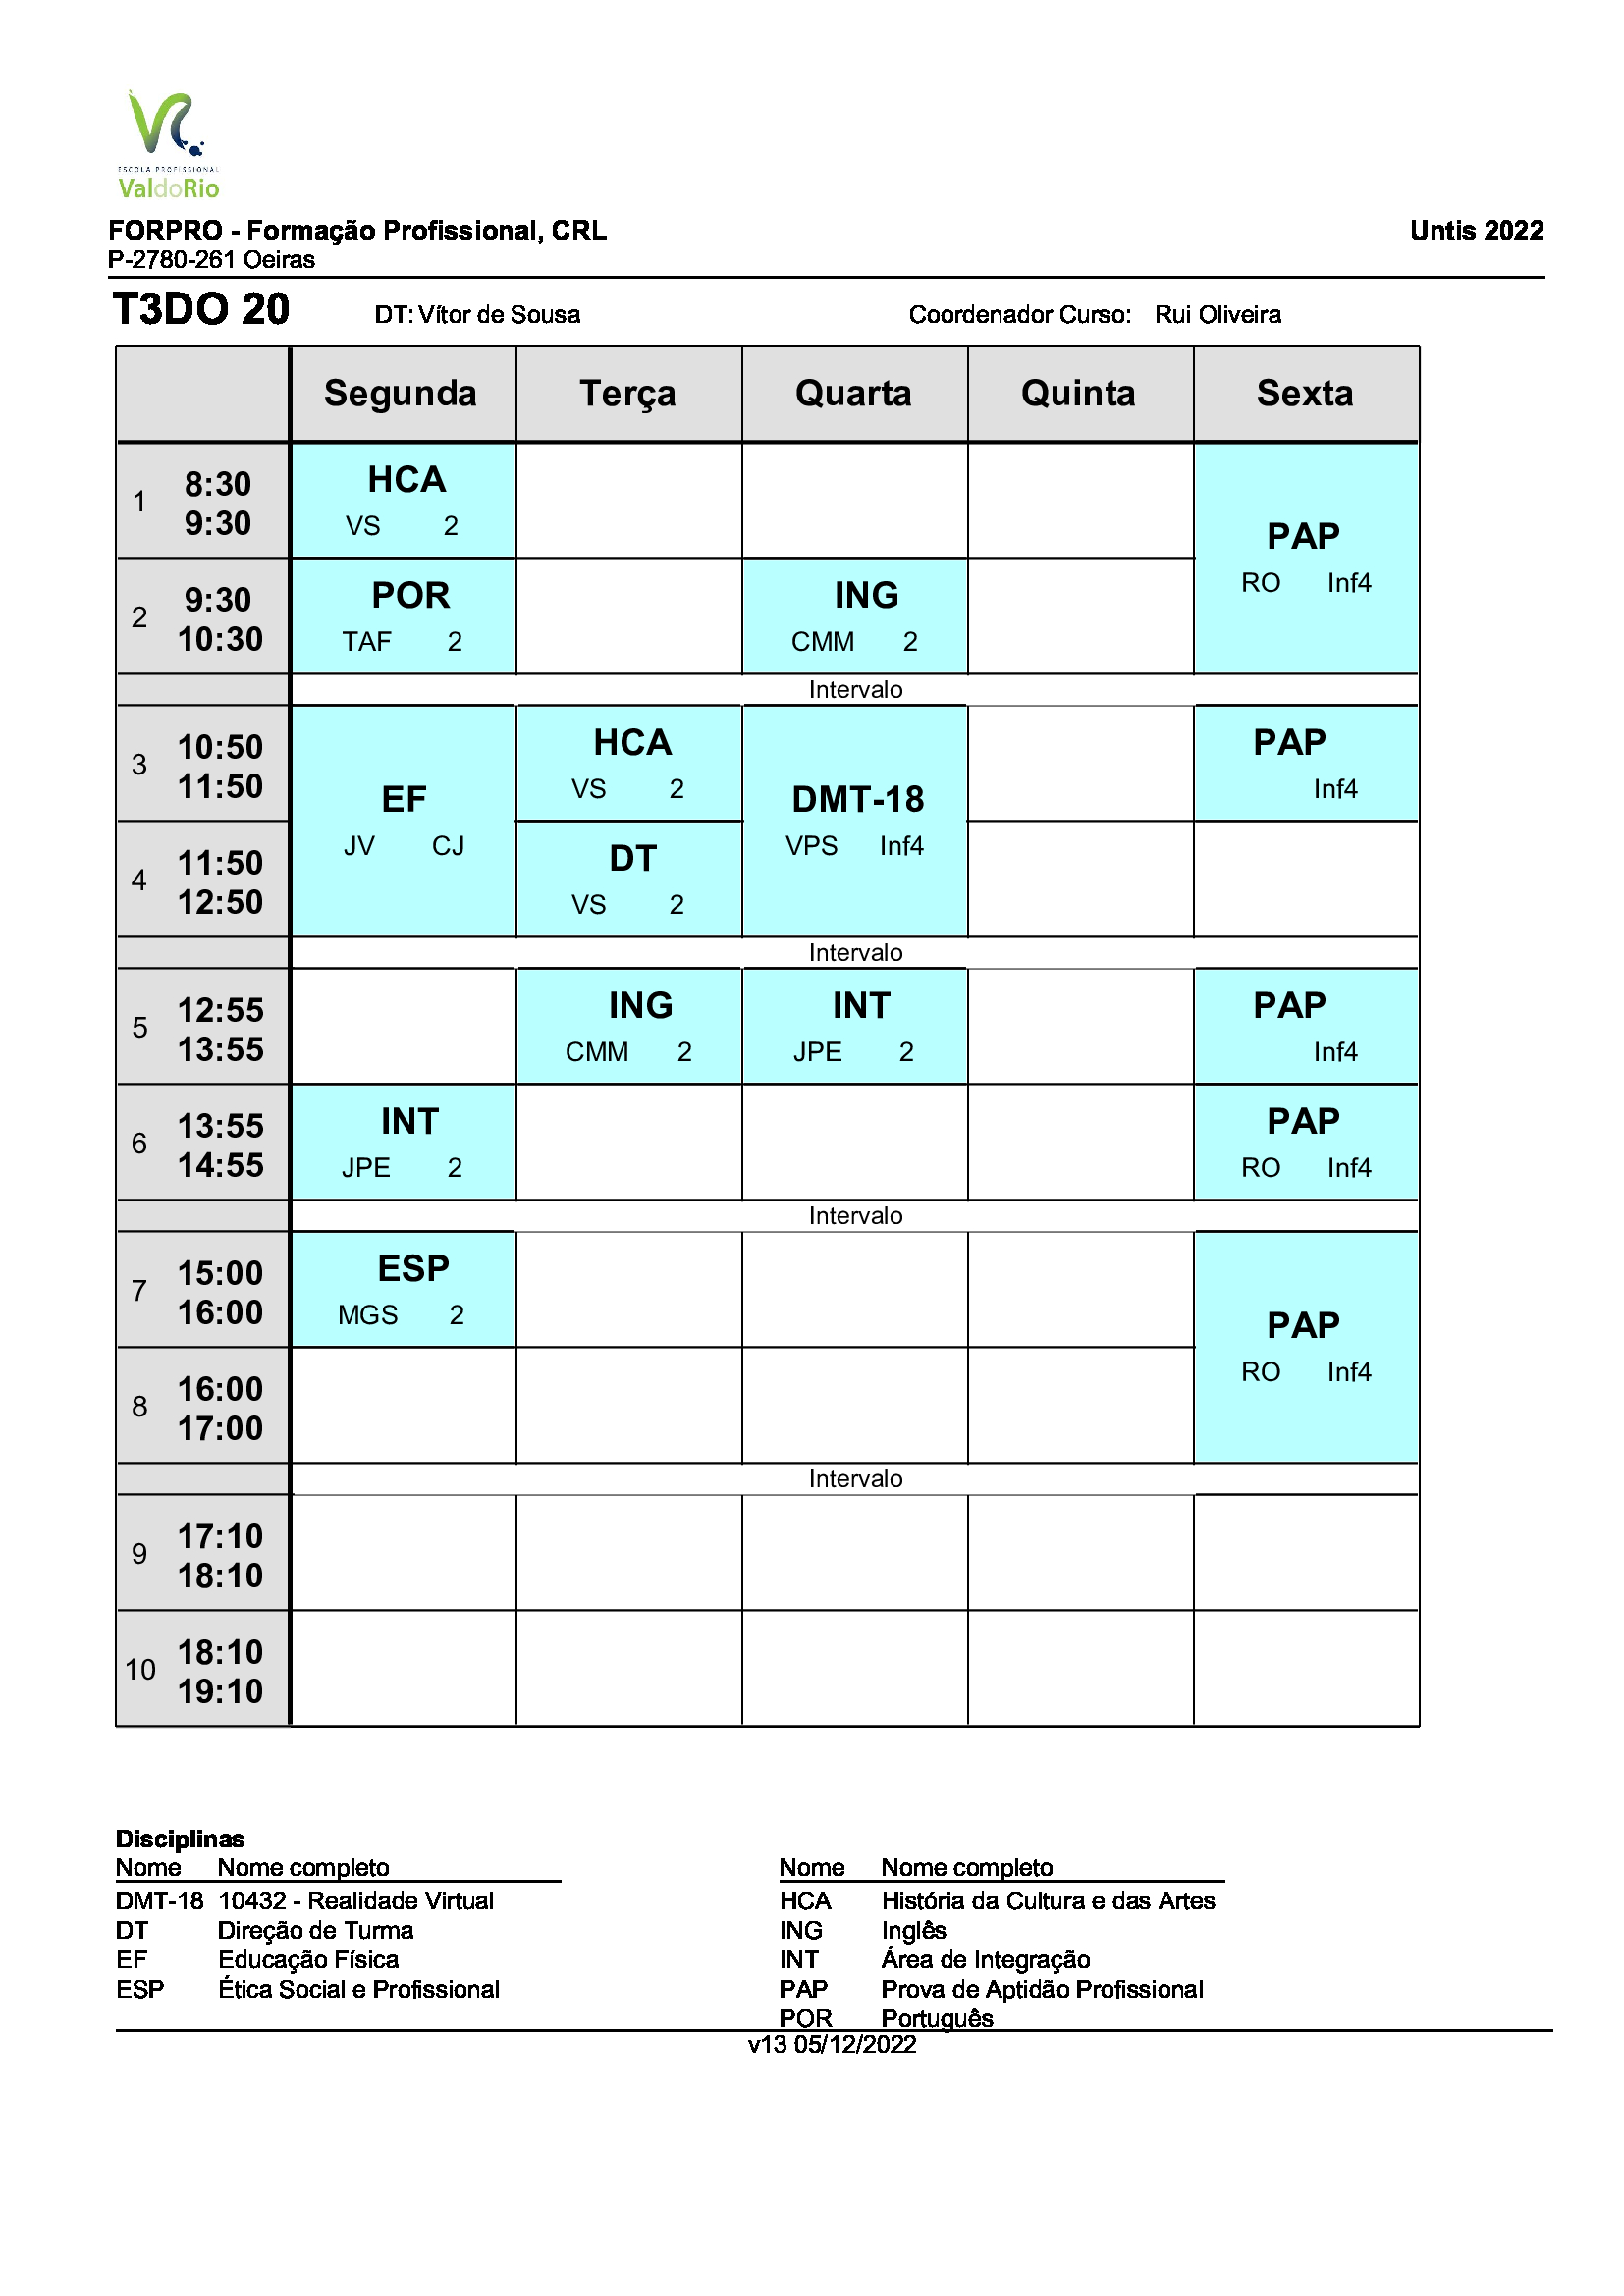 ESCOLA PROFISSIONAL
ValdoRio
FORPRO - Formação Profissional, CRL Untis 2022
P-2780-261 Oeiras
T3DO 20 DT: Vítor de Sousa Coordenador Curso: Rui Oliveira
Segunda Terça Quarta Quinta Sexta
1 8:30 9:30 HCA VS 2 PAP RO Inf4
2 9:30 10:30 POR TAF 2 ING CMM 2
Intervalo
3 10:50 11:50 EF JV CJ HCA VS 2 DMT-18 VPS Inf4 PAP Inf4
4 11:50 12:50 DT VS 2
Intervalo
5 12:55 13:55 ING CMM 2 INT JPE 2 PAP Inf4
6 13:55 14:55 INT JPE 2 PAP RO Inf4
Intervalo
7 15:00 16:00 ESP MGS 2 PAP RO Inf4
8 16:00 17:00
Intervalo
9 17:10 18:10
10 18:10 19:10
Disciplinas
Nome Nome completo Nome Nome completo
DMT-18 10432 - Realidade Virtual HCA História da Cultura e das Artes
DT Direção de Turma ING Inglês
EF Educação Física INT Área de Integração
ESP Ética Social e Profissional PAP Prova de Aptidão Profissional
POR Português
v13 05/12/2022